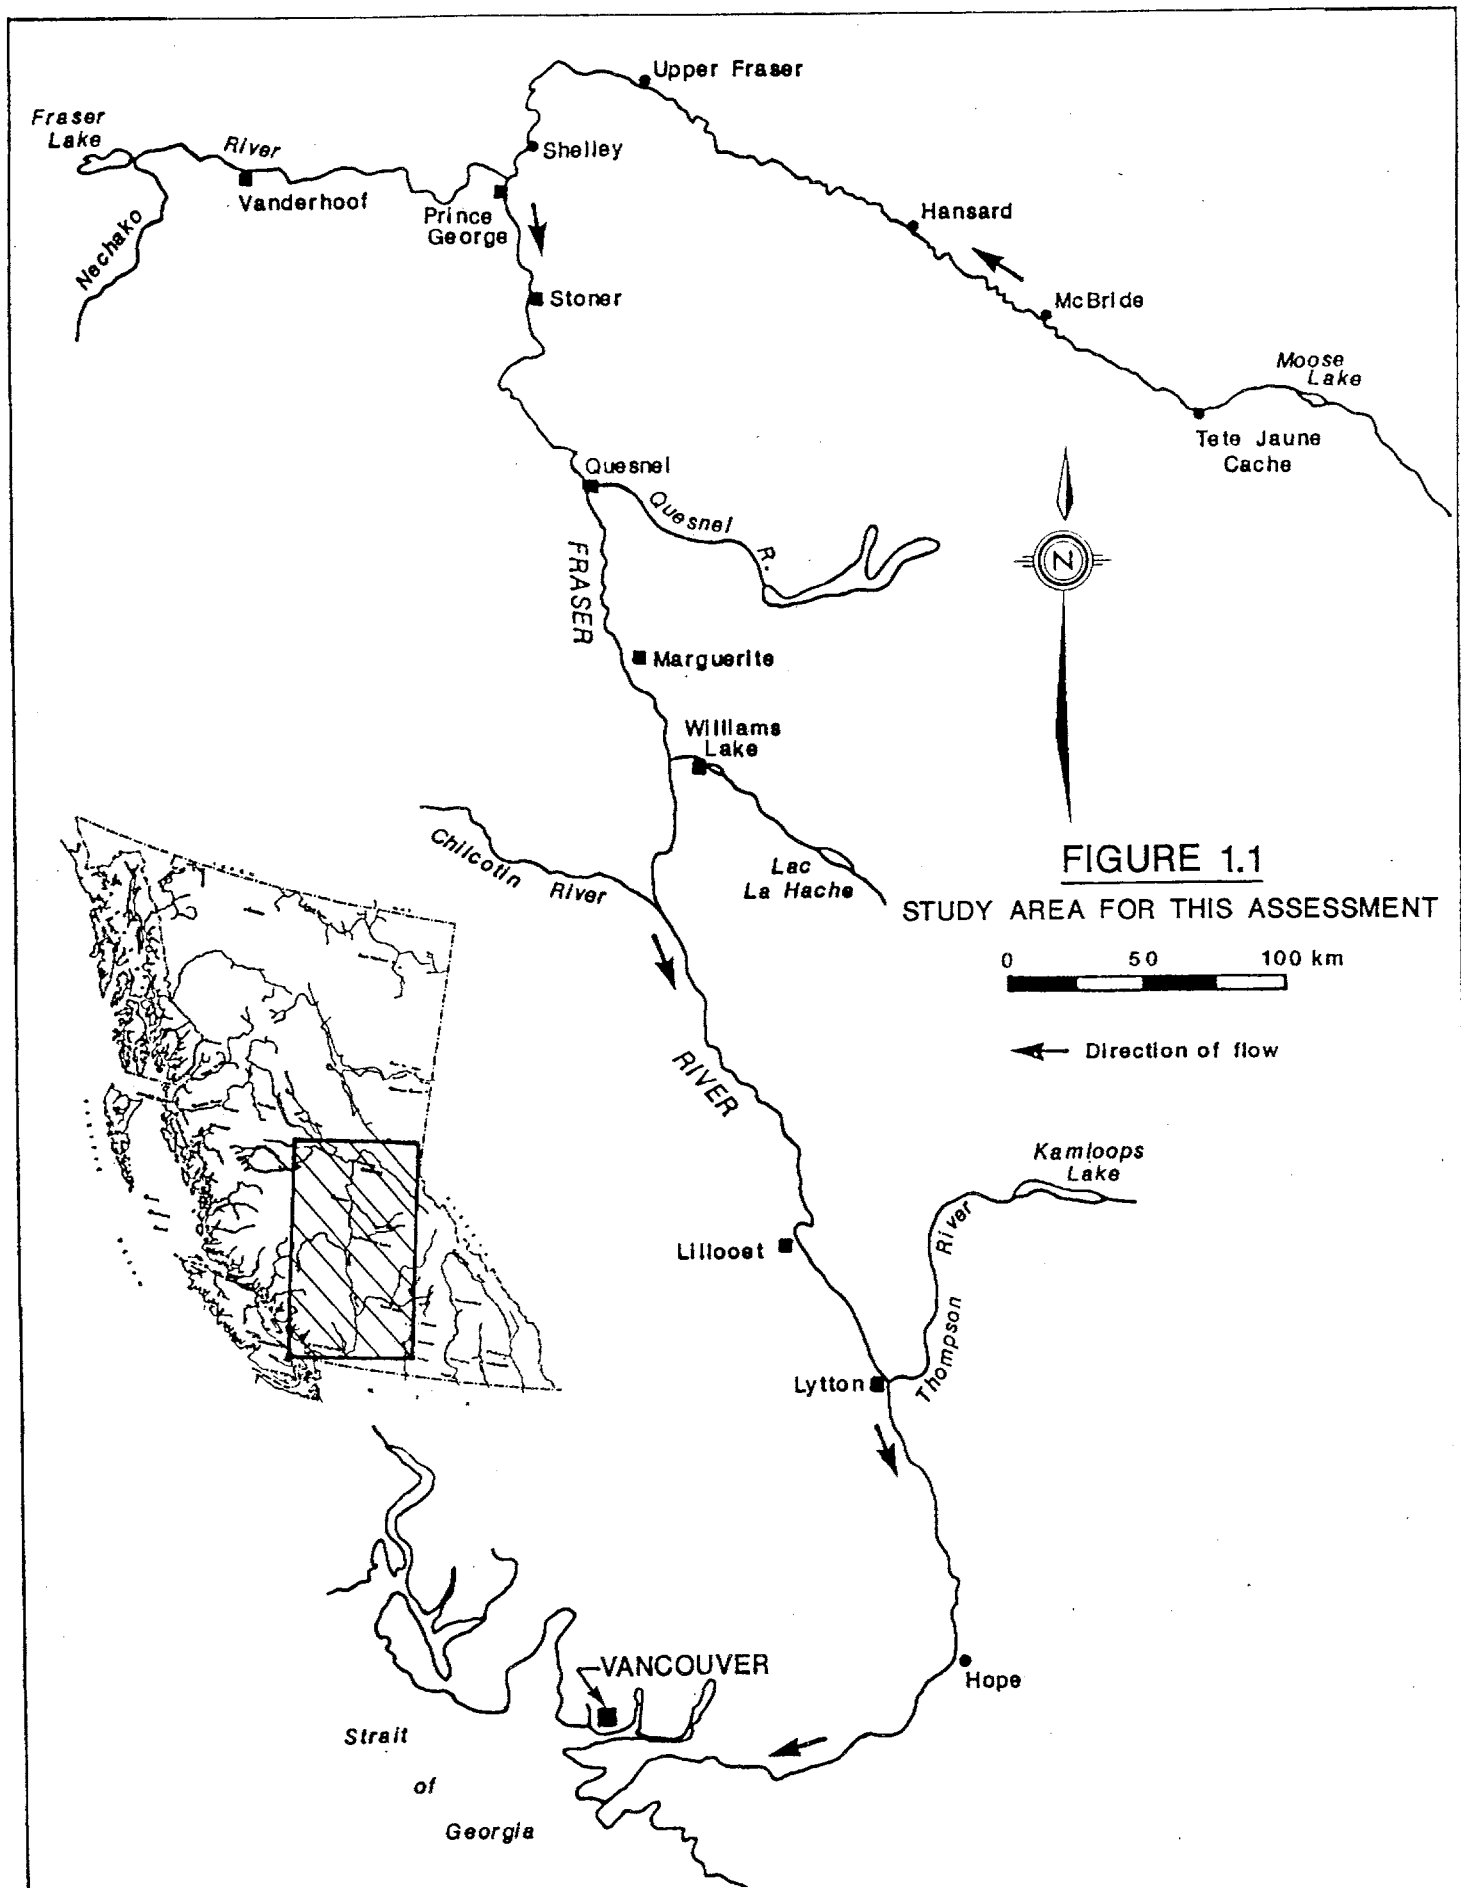 Upper Fraser
Fraser
Lake
River
Shelley
Vanderhoof
Prince
George
Nechako
Hansard
Stoner
McBride
Moose
Lake
Tete Jaune
Cache
Quesnel
Quesnel R.
N
FRASER
Marguerite
Williams
Lake
Chilcotin River
Lac
La Hache
FIGURE 1.1
STUDY AREA FOR THIS ASSESSMENT
0 50 100 km
Direction of flow
RIVER
Kamloops
Lake
Lillooet
Thompson River
Lytton
VANCOUVER
Hope
Strait
of
Georgia